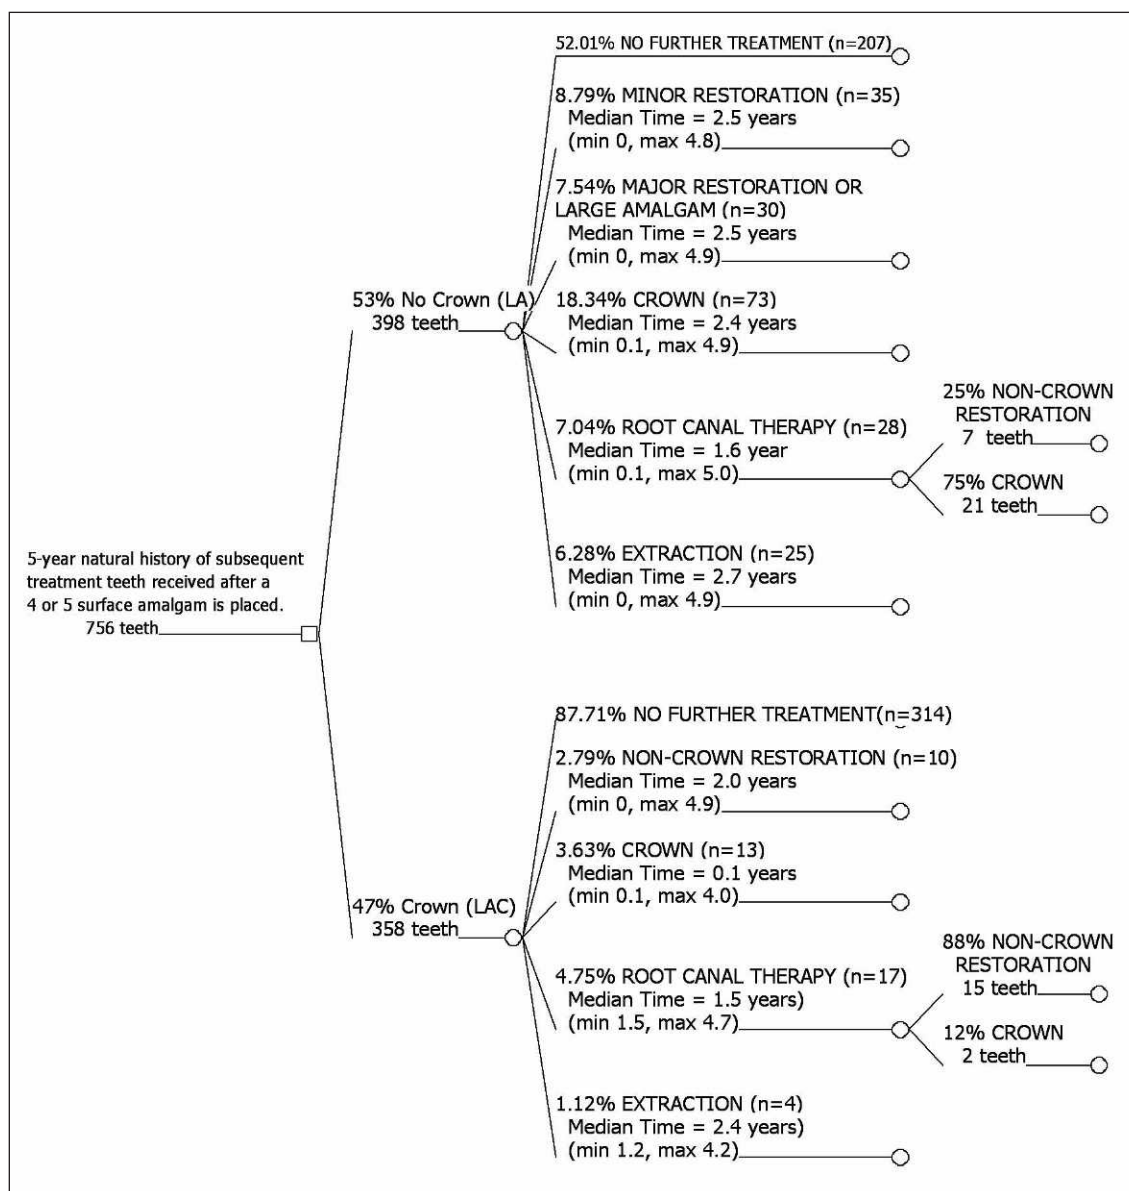 5-year natural history of subsequent
treatment teeth received after a
4 or 5 surface amalgam is placed.
756 teeth
53% No Crown (LA)
398 teeth
52.01% NO FURTHER TREATMENT (n=207)
8.79% MINOR RESTORATION (n=35)
Median Time = 2.5 years
(min 0, max 4.8)
7.54% MAJOR RESTORATION OR
LARGE AMALGAM (n=30)
Median Time = 2.5 years
(min 0, max 4.9)
18.34% CROWN (n=73)
Median Time = 2.4 years
(min 0.1, max 4.9)
7.04% ROOT CANAL THERAPY (n=28)
Median Time = 1.6 year
(min 0.1, max 5.0)
25% NON-CROWN
RESTORATION
7 teeth
75% CROWN
21 teeth
6.28% EXTRACTION (n=25)
Median Time = 2.7 years
(min 0, max 4.9)
47% Crown (LAC)
358 teeth
87.71% NO FURTHER TREATMENT(n=314)
2.79% NON-CROWN RESTORATION (n=10)
Median Time = 2.0 years
(min 0, max 4.9)
3.63% CROWN (n=13)
Median Time = 0.1 years
(min 0.1, max 4.0)
4.75% ROOT CANAL THERAPY (n=17)
Median Time = 1.5 years)
(min 1.5, max 4.7)
88% NON-CROWN
RESTORATION
15 teeth
12% CROWN
2 teeth
1.12% EXTRACTION (n=4)
Median Time = 2.4 years)
(min 1.2, max 4.2)